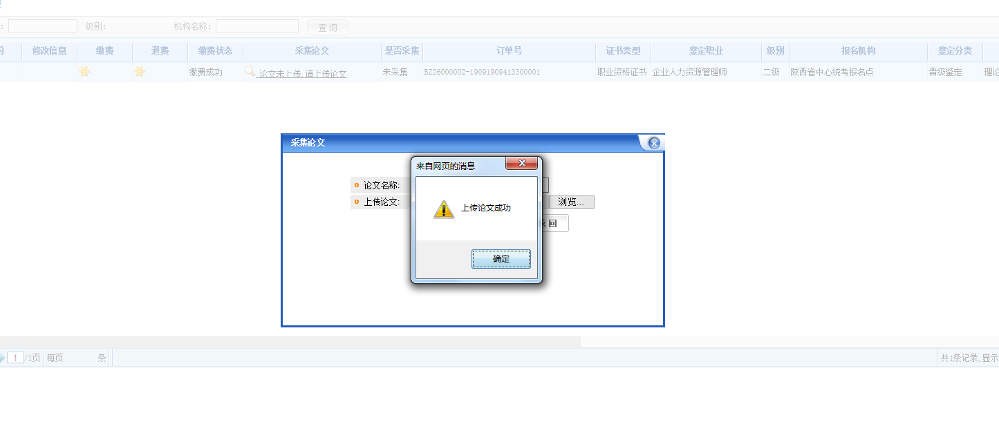 级别:
机构名称:
查 询
修改信息 缴费 退费 缴费状态 采集论文 是否采集 订单号 证书类型 鉴定职业 级别 报名机构 鉴定分类
缴费成功 论文未上传,请上传论文 未采集 BZ26000002-19091909413300001 职业资格证书 企业人力资源管理师 二级 陕西省中心统考报名点 晋级鉴定 理论
采集论文
来自网页的消息
论文名称:
上传论文:
浏览...
上传论文成功
回
确定
1 /1页 每页 条 共1条记录,显示